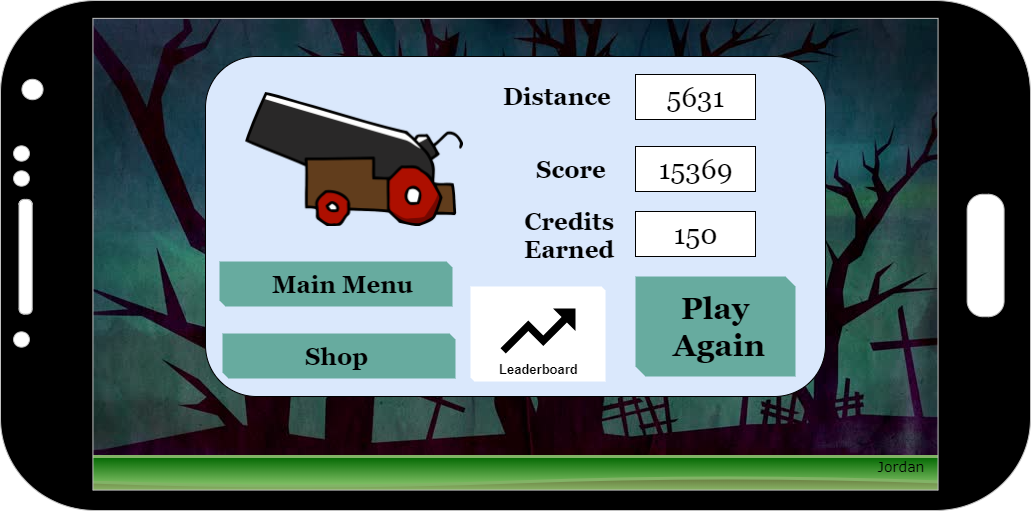 Distance 5631
Score 15369
Credits
Earned 150
Main Menu
Shop
Leaderboard
Play
Again
Jordan